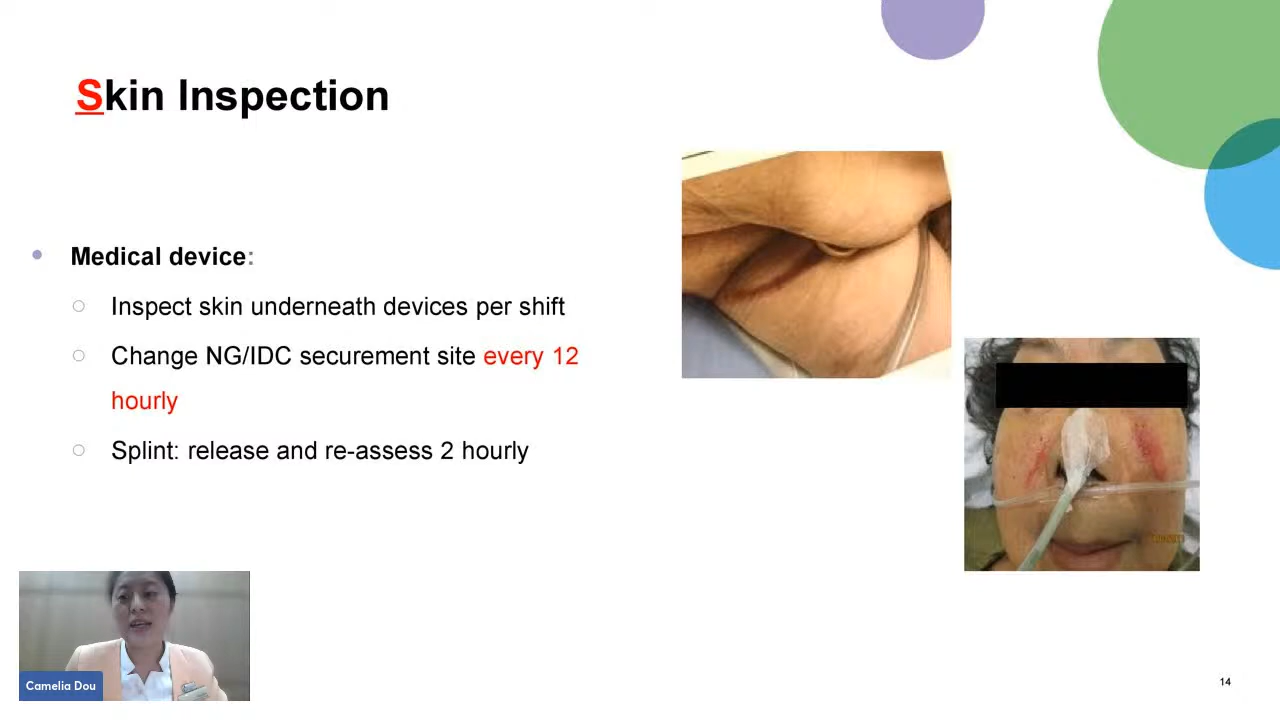 Skin Inspection
Medical device:
Inspect skin underneath devices per shift
Change NG/IDC securement site every 12
hourly
Splint: release and re-assess 2 hourly
Camelia Dou
14